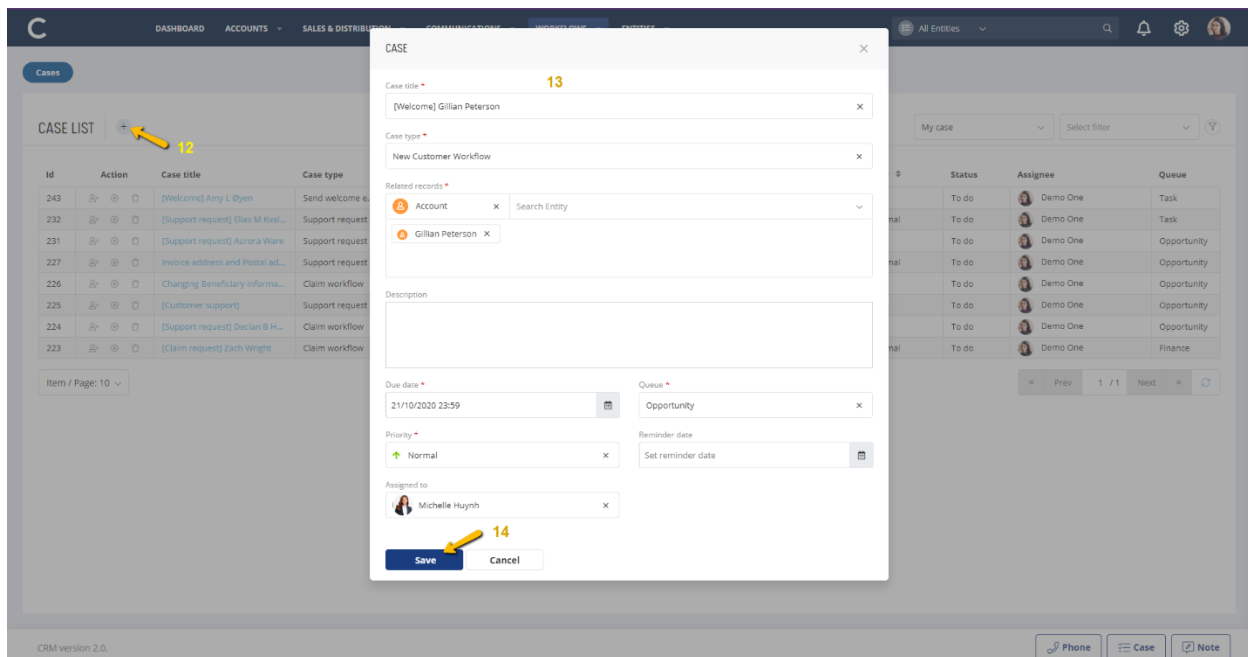 C DASHBOARD ACCOUNTS SALES & DISTRIBUTION COMMUNICATIONS WORKFLOWS ENTITIES All Entities
CASE
Cases
13
Case title *
[Welcome] Gillian Peterson
CASE LIST + My case Select filter
12
Case type *
New Customer Workflow
Id Action Case title Case type Status Assignee Queue
Related records *
243 [Welcome] Amy L Øyen Send welcome e. To do Demo One Task
Account Search Entity
232 [Support request] Elias M Kval... Support request mal To do Demo One Task
Gillian Peterson
231 [Support request] Aurora Ware Support request To do Demo One Opportunity
227 Invoice address and Postal ad... Support request mal To do Demo One Opportunity
226 Changing Beneficiary informa... Claim workflow To do Demo One Opportunity
Description
225 [Customer support] Support request To do Demo One Opportunity
224 [Support request] Declan B H... Claim workflow To do Demo One Opportunity
223 [Claim request] Zach Wright Claim workflow mal To do Demo One Finance
Item / Page: 10 « Prev 1 / 1 Next »
Due date * Queue *
21/10/2020 23:59 Opportunity
Priority * Reminder date
Normal Set reminder date
Assigned to
Michelle Huynh
14
Save Cancel
CRM version 2.0. Phone Case Note